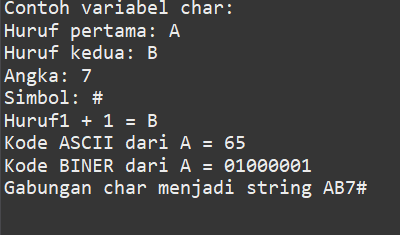 Contoh variabel char:
Huruf pertama: A
Huruf kedua: B
Angka: 7
Simbol: #
Huruf1 + 1 = B
Kode ASCII dari A = 65
Kode BINER dari A = 01000001
Gabungan char menjadi string AB7#